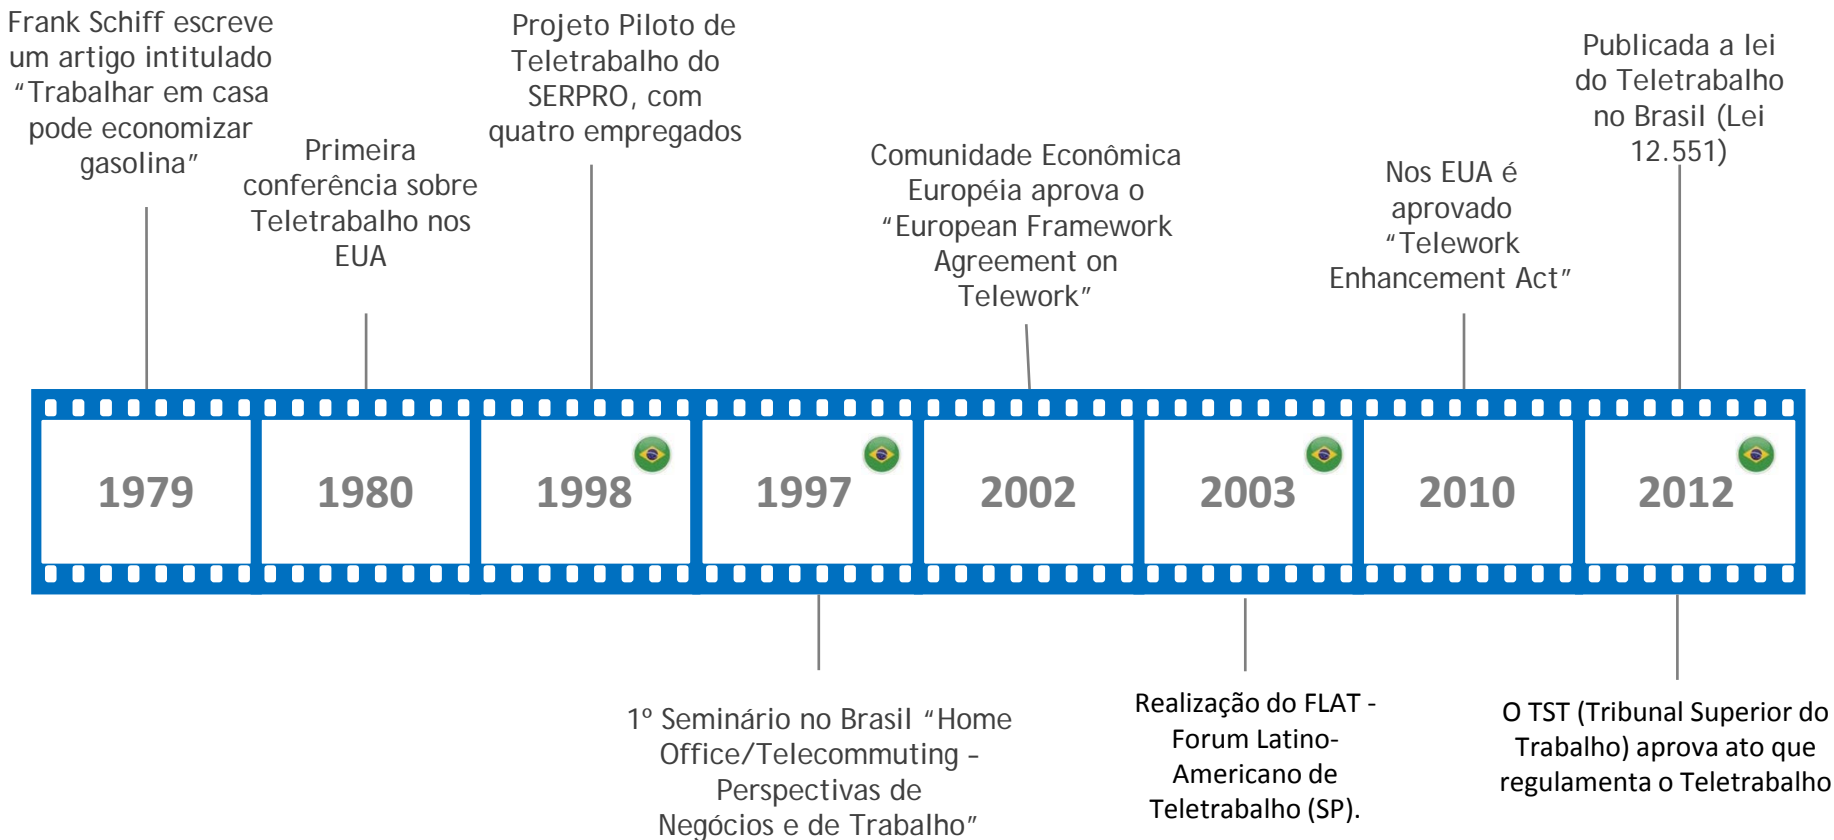 Frank Schiff escreve
um artigo intitulado
“Trabalhar em casa
pode economizar
gasolina”
Primeira
conferência sobre
Teletrabalho nos
EUA
Projeto Piloto de
Teletrabalho do
SERPRO, com
quatro empregados
Comunidade Econômica
Européia aprova o
“European Framework
Agreement on
Telework”
Nos EUA é
aprovado
“Telework
Enhancement Act”
Publicada a lei
do Teletrabalho
no Brasil (Lei
12.551)
1979
1980
1998
1997
2002
2003
2010
2012
1º Seminário no Brasil “Home
Office/Telecommuting –
Perspectivas de
Negócios e de Trabalho”
Realização do FLAT -
Forum Latino-
Americano de
Teletrabalho (SP).
O TST (Tribunal Superior do
Trabalho) aprova ato que
regulamenta o Teletrabalho